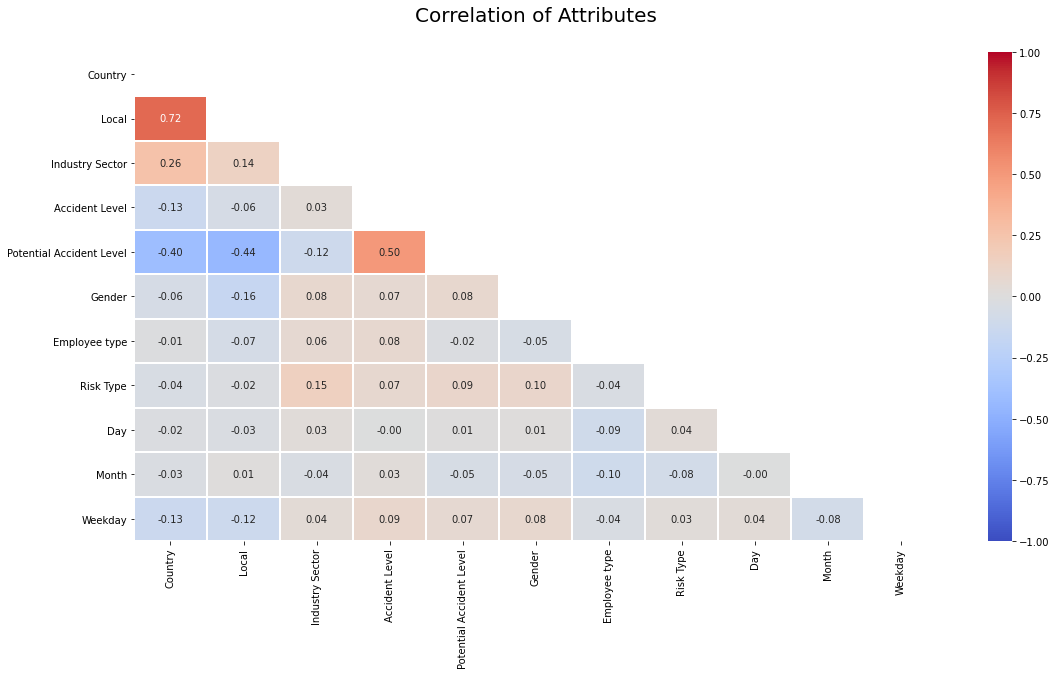 Correlation of Attributes
Country
Local 0.72
Industry Sector 0.26 0.14
Accident Level -0.13 -0.06 0.03
Potential Accident Level -0.40 -0.44 -0.12 0.50
Gender -0.06 -0.16 0.08 0.07 0.08
Employee type -0.01 -0.07 0.06 0.08 -0.02 -0.05
Risk Type -0.04 -0.02 0.15 0.07 0.09 0.10 -0.04
Day -0.02 -0.03 0.03 -0.00 0.01 0.01 -0.09 0.04
Month -0.03 0.01 -0.04 0.03 -0.05 -0.05 -0.10 -0.08 -0.00
Weekday -0.13 -0.12 0.04 0.09 0.07 0.08 -0.04 0.03 0.04 -0.08
Country
Local
Industry Sector
Accident Level
Potential Accident Level
Gender
Employee type
Risk Type
Day
Month
Weekday
1.00
0.75
0.50
0.25
0.00
−0.25
−0.50
−0.75
−1.00